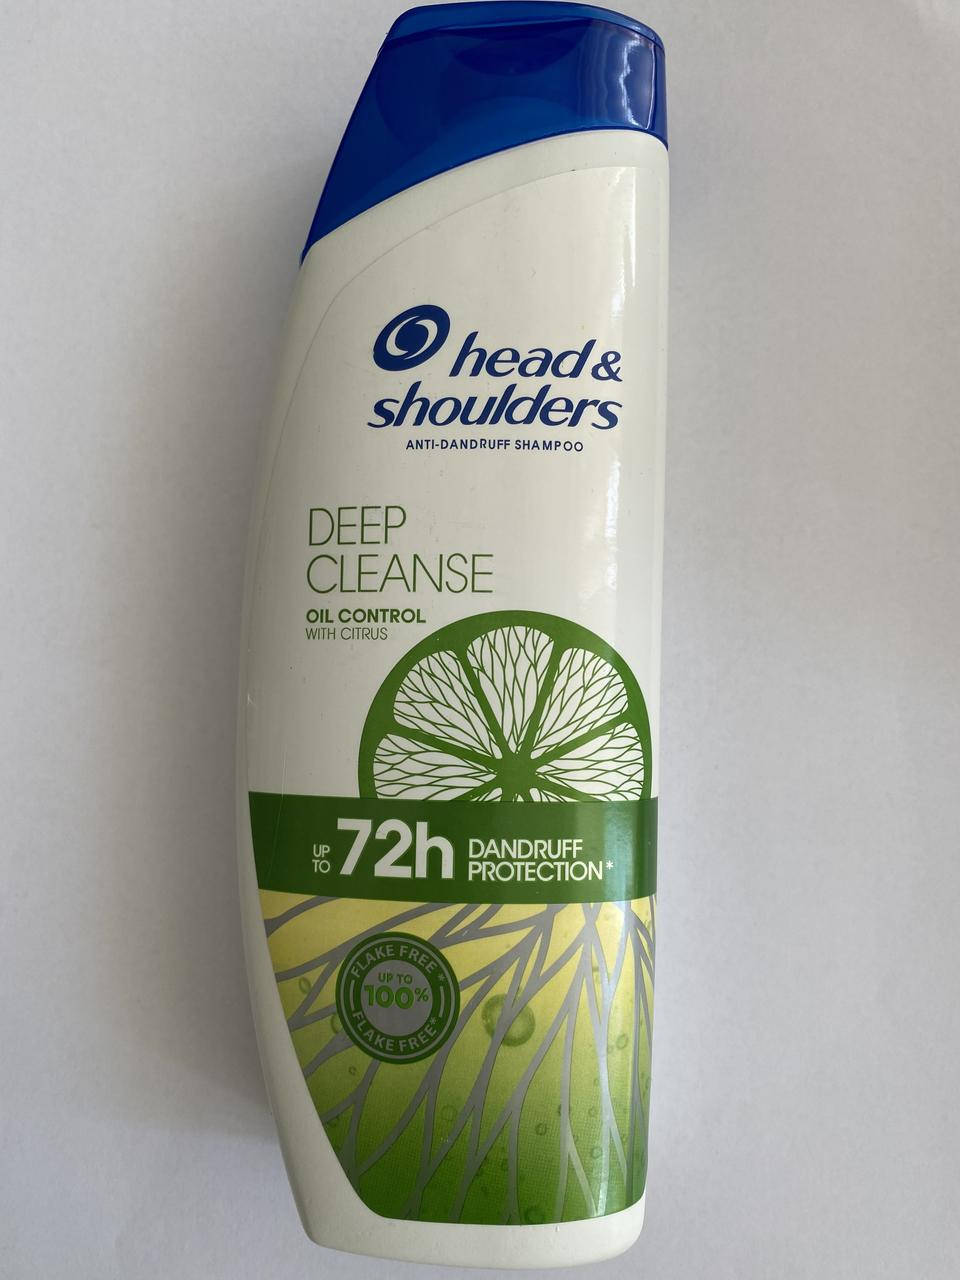 head &
shoulders
ANTI-DANDRUFF SHAMPOO
DEEP
CLEANSE
OIL CONTROL
WITH CITRUS
UP
TO
72h
DANDRUFF
PROTECTION*
FLAKE FREE*
UP TO
100%
FLAKE FREE*